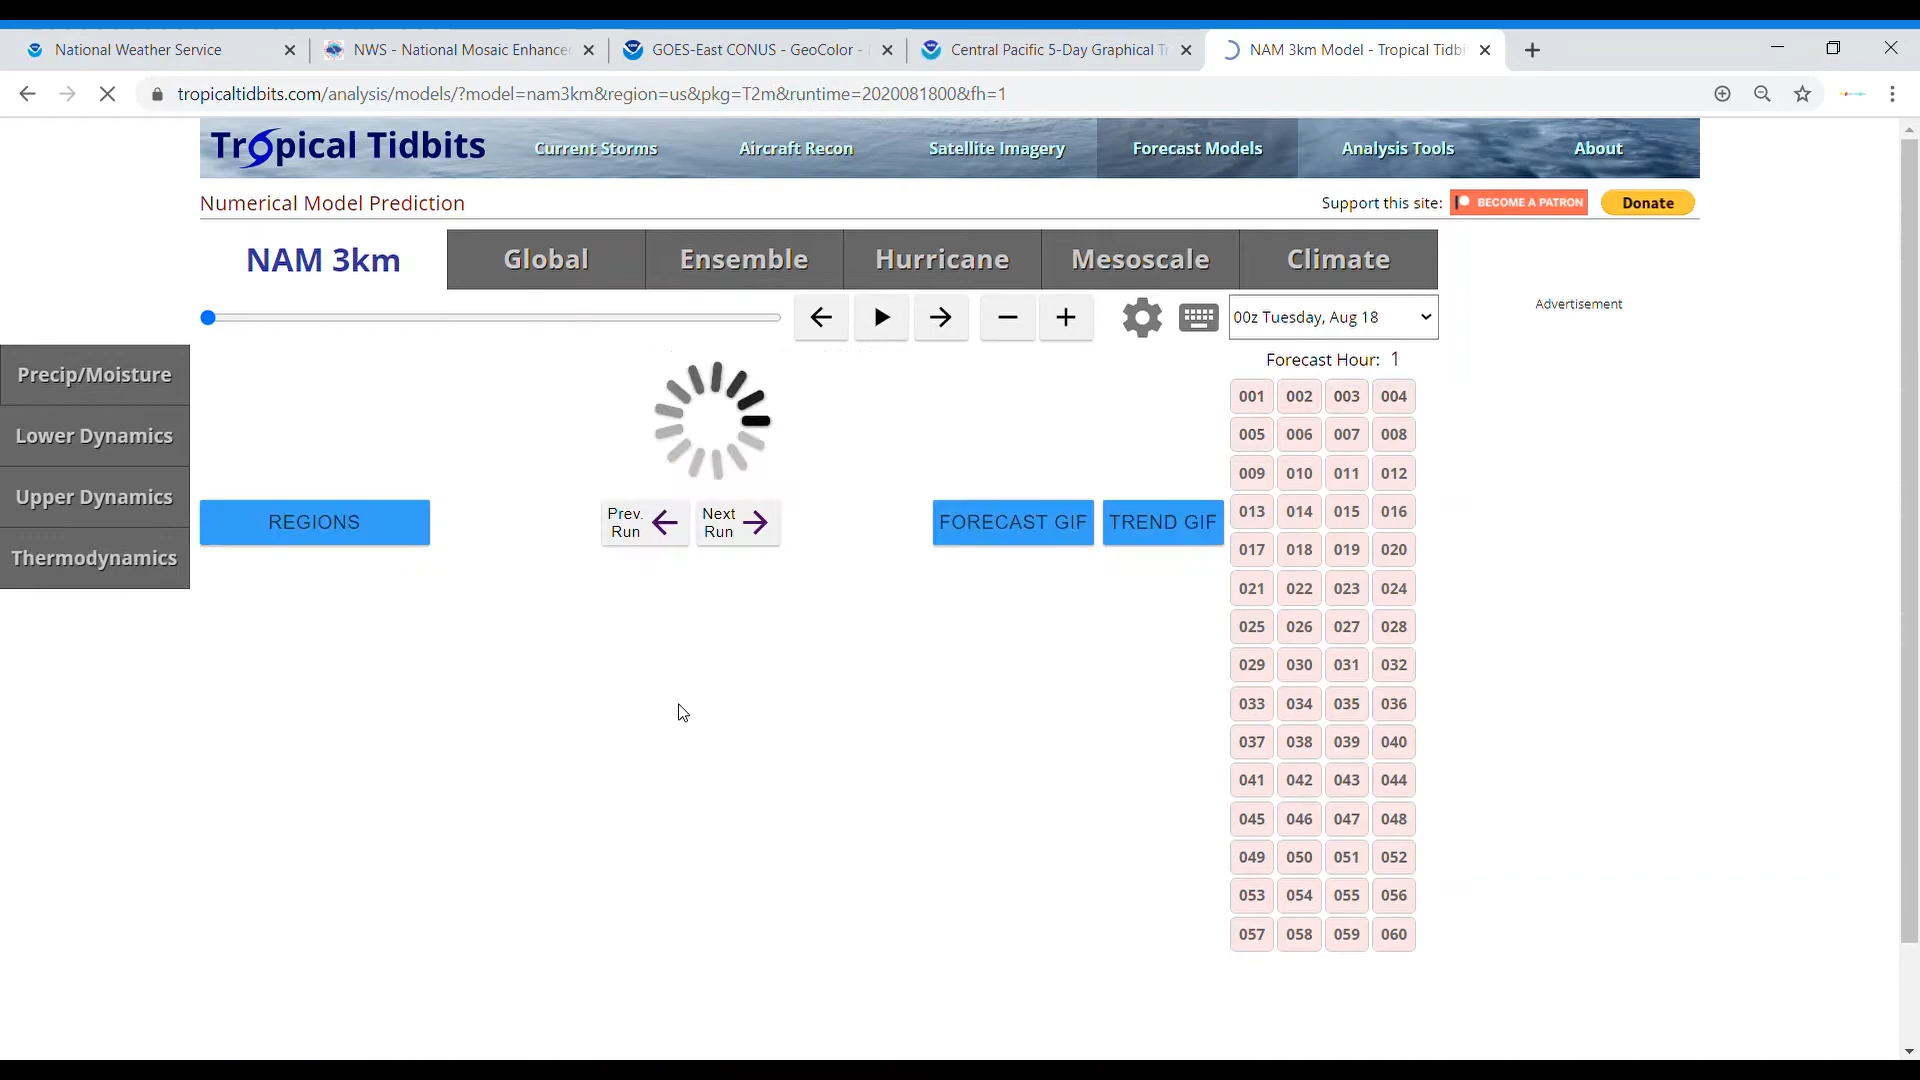 National Weather Service
NWS - National Mosaic Enhanced
GOES-East CONUS - GeoColor -
Central Pacific 5-Day Graphical Tr
NAM 3km Model - Tropical Tidbi
tropicaltidbits.com/analysis/models/?model=nam3km&region=us&pkg=T2m&runtime=2020081800&fh=1
Tropical Tidbits
Current Storms
Aircraft Recon
Satellite Imagery
Forecast Models
Analysis Tools
About
Numerical Model Prediction
Support this site:
BECOME A PATRON
Donate
NAM 3km
Global
Ensemble
Hurricane
Mesoscale
Climate
00z Tuesday, Aug 18
Advertisement
Forecast Hour: 1
Precip/Moisture
Lower Dynamics
Upper Dynamics
Thermodynamics
REGIONS
Prev.
Run
Next
Run
FORECAST GIF
TREND GIF
001 002 003 004
005 006 007 008
009 010 011 012
013 014 015 016
017 018 019 020
021 022 023 024
025 026 027 028
029 030 031 032
033 034 035 036
037 038 039 040
041 042 043 044
045 046 047 048
049 050 051 052
053 054 055 056
057 058 059 060